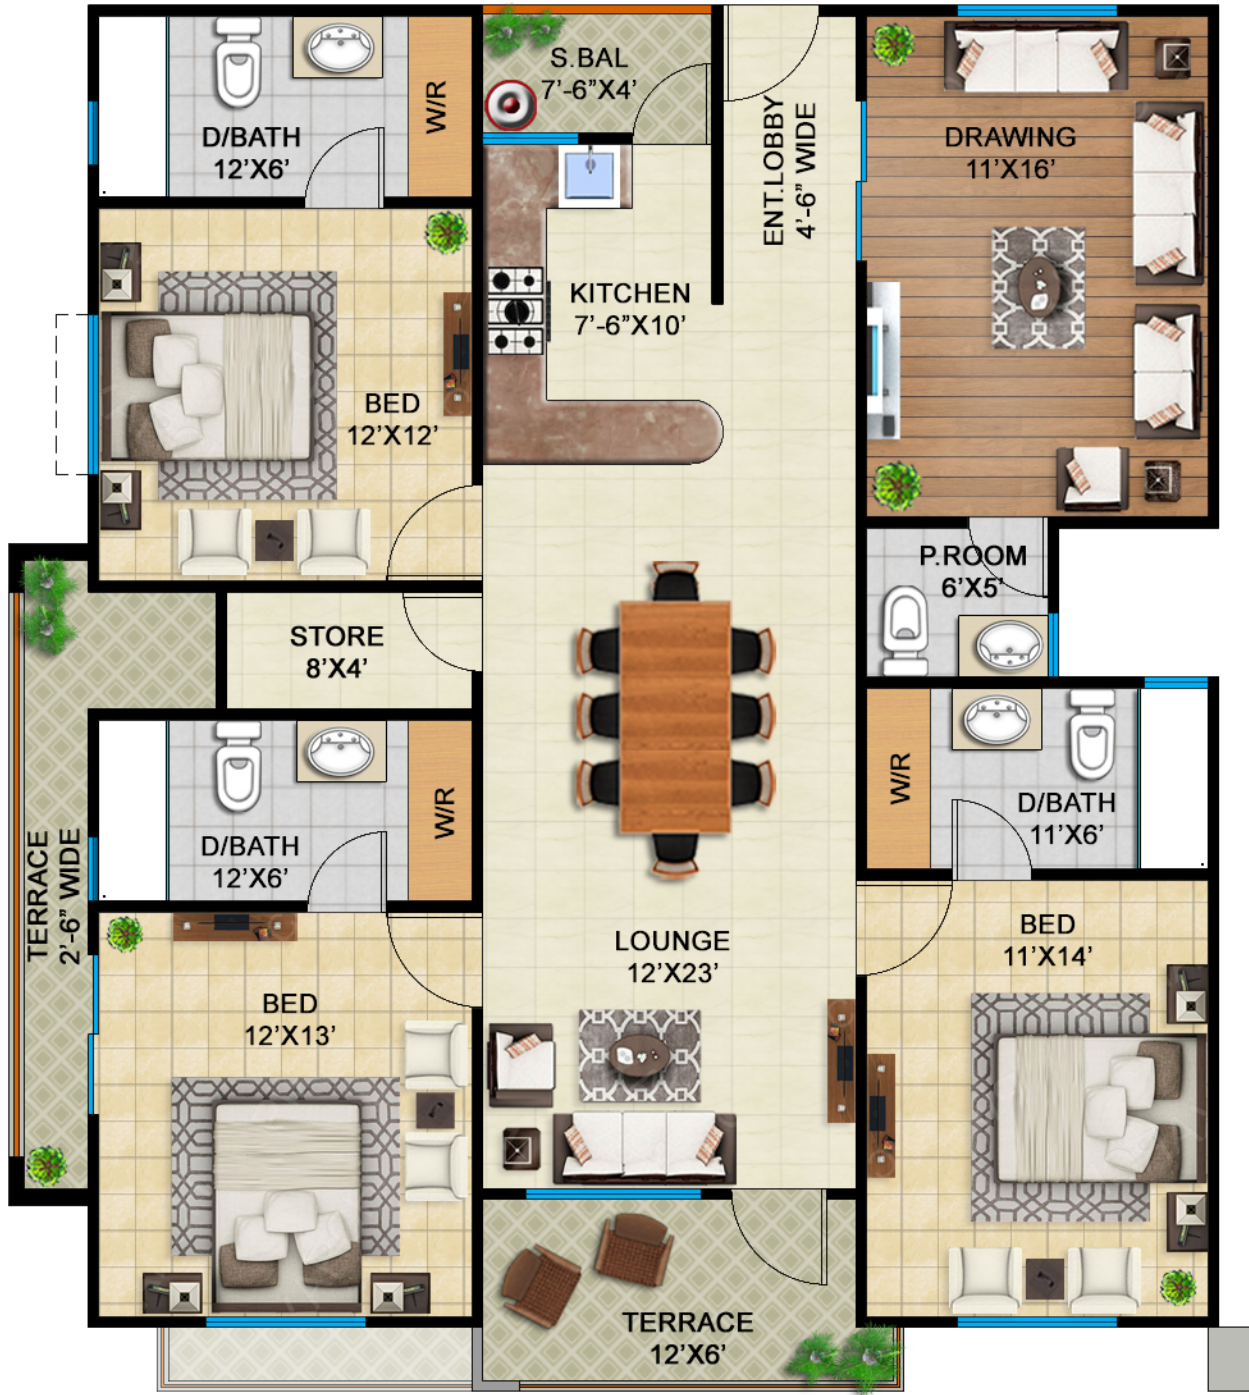 S.BAL
7'-6"X4'
D/BATH
12'X6'
W/R
ENT.LOBBY
4'-6" WIDE
DRAWING
11'X16'
KITCHEN
7'-6"X10'
BED
12'X12'
P.ROOM
6'X5'
STORE
8'X4'
TERRACE
2'-6" WIDE
D/BATH
12'X6'
W/R
W/R
D/BATH
11'X6'
LOUNGE
12'X23'
BED
11'X14'
BED
12'X13'
TERRACE
12'X6'